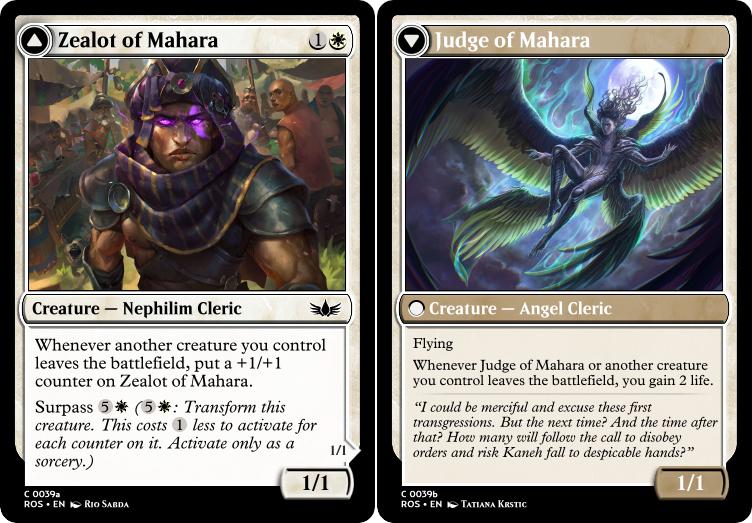 Zealot of Mahara 1
Creature — Nephilim Cleric
Whenever another creature you control
leaves the battlefield, put a +1/+1
counter on Zealot of Mahara.
Surpass 5 (5: Transform this
creature. This costs 1 less to activate for
each counter on it. Activate only as a
sorcery.)
1/1
1/1
C 0039a
ROS • EN Rio Sabda
Judge of Mahara
Creature — Angel Cleric
Flying
Whenever Judge of Mahara or another creature
you control leaves the battlefield, you gain 2 life.
“I could be merciful and excuse these first
transgressions. But the next time? And the time after
that? How many will follow the call to disobey
orders and risk Kaneh fall to despicable hands?”
1/1
C 0039b
ROS • EN Tatiana Krstic